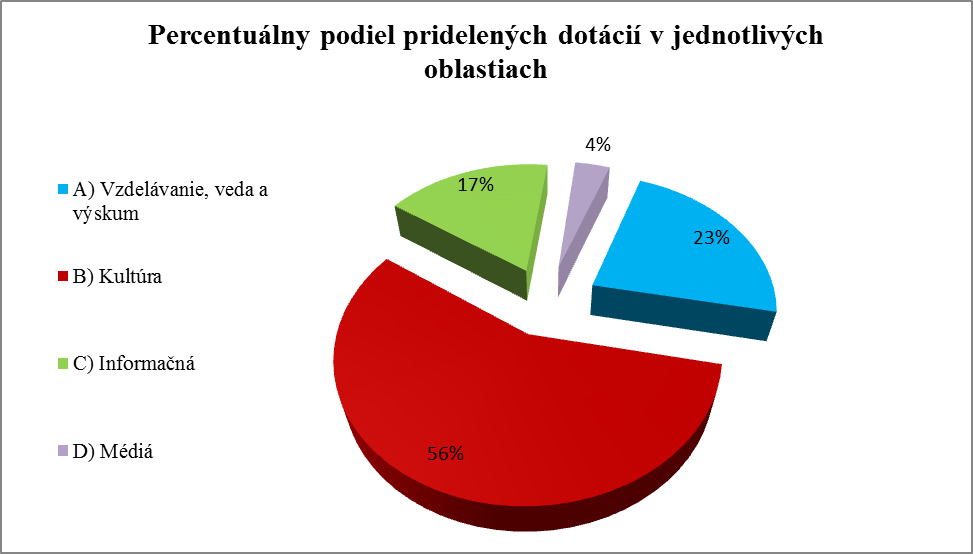 Percentuálny podiel pridelených dotácií v jednotlivých
oblastiach
A) Vzdelávanie, veda a
výskum
B) Kultúra
C) Informačná
D) Médiá
17%
4%
23%
56%